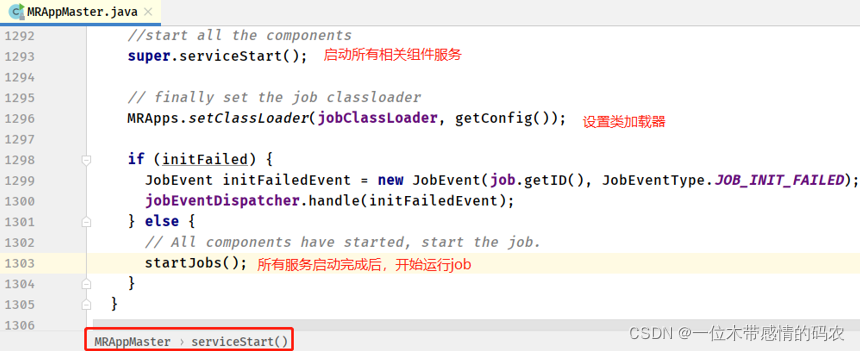 MRAppMaster.java
1292 //start all the components
1293 super.serviceStart(); 启动所有相关组件服务
1294
1295 // finally set the job classloader
1296 MRApps.setClassLoader(jobClassLoader, getConfig()); 设置类加载器
1297
1298 if (initFailed) {
1299 JobEvent initFailedEvent = new JobEvent(job.getID(), JobEventType.JOB_INIT_FAILED);
1300 jobEventDispatcher.handle(initFailedEvent);
1301 } else {
1302 // All components have started, start the job.
1303 startJobs(); 所有服务启动完成后，开始运行job
1304 }
1305 }
1306
MRAppMaster › serviceStart()
CSDN @一位木带感情的码农